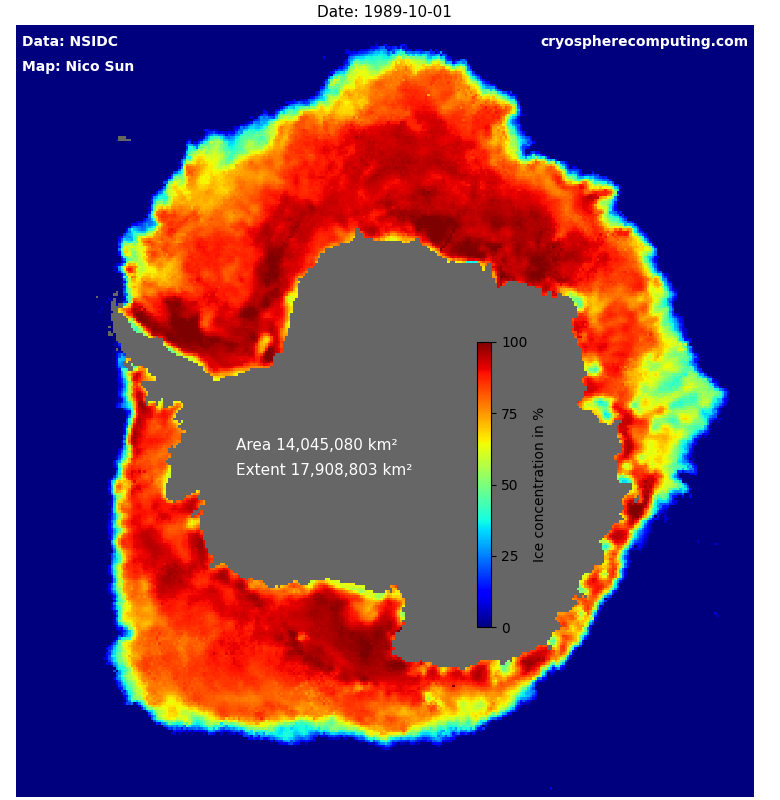 Date: 1989-10-01
Data: NSIDC
cryospherecomputing.com
Map: Nico Sun
Area 14,045,080 km²
Extent 17,908,803 km²
100
75
50
25
0
Ice concentration in %